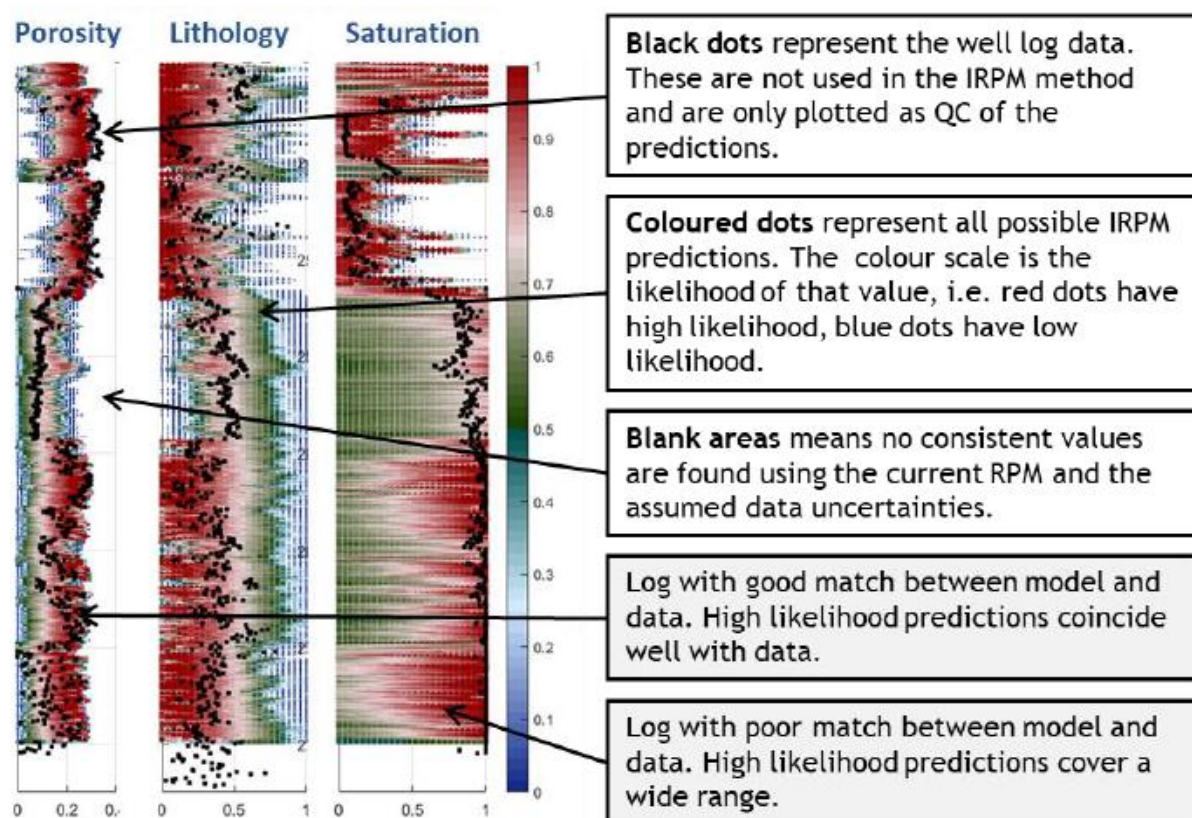 Porosity Lithology Saturation
Black dots represent the well log data.
These are not used in the IRPM method
and are only plotted as QC of the
predictions.
Coloured dots represent all possible IRPM
predictions. The colour scale is the
likelihood of that value, i.e. red dots have
high likelihood, blue dots have low
likelihood.
Blank areas means no consistent values
are found using the current RPM and the
assumed data uncertainties.
Log with good match between model and
data. High likelihood predictions coincide
well with data.
Log with poor match between model and
data. High likelihood predictions cover a
wide range.
1
0.9
0.8
0.7
0.6
0.5
0.4
0.3
0.2
0.1
0
0 0.2 0.
0 0.5 1
0 0.5 1